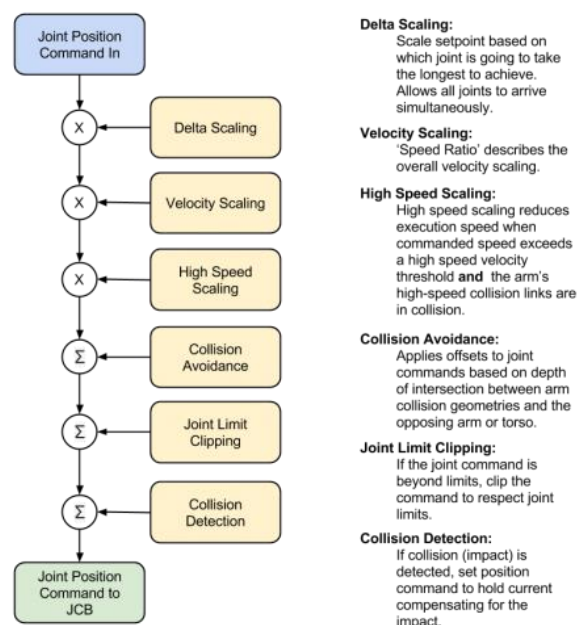 Joint Position
Command In
X
Delta Scaling
X
Velocity Scaling
X
High Speed
Scaling
Σ
Collision
Avoidance
Σ
Joint Limit
Clipping
Σ
Collision
Detection
Joint Position
Command to
JCB
Delta Scaling:
Scale setpoint based on
which joint is going to take
the longest to achieve.
Allows all joints to arrive
simultaneously.
Velocity Scaling:
‘Speed Ratio’ describes the
overall velocity scaling.
High Speed Scaling:
High speed scaling reduces
execution speed when
commanded speed exceeds
a high speed velocity
threshold and the arm's
high-speed collision links are
in collision.
Collision Avoidance:
Applies offsets to joint
commands based on depth
of intersection between arm
collision geometries and the
opposing arm or torso.
Joint Limit Clipping:
If the joint command is
beyond limits, clip the
command to respect joint
limits.
Collision Detection:
If collision (impact) is
detected, set position
command to hold current
compensating for the
impact.